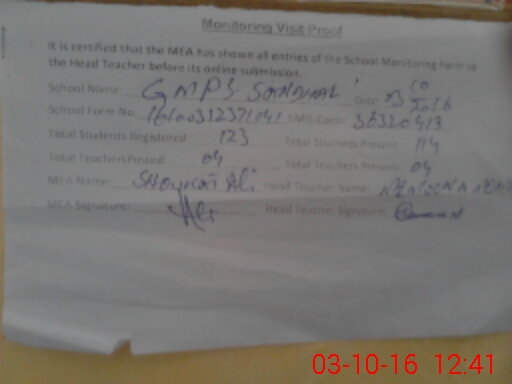 Monitoring Visit Proof
It is certified that the MEA has shown all entries of the School Monitoring Form to
the Head Teacher before its online submission.
School Name: GMPS Date: 03 10 2016
School Form No: EMIS Code: 38320413
Total Students Registered: 123 Total Students Present: 114
Total Teachers Posted: 04 Total Teachers Present: 04
MEA Name: Ali Head Teacher Name:
MEA Signature: Head Teacher Signature:
03-10-16 12:41